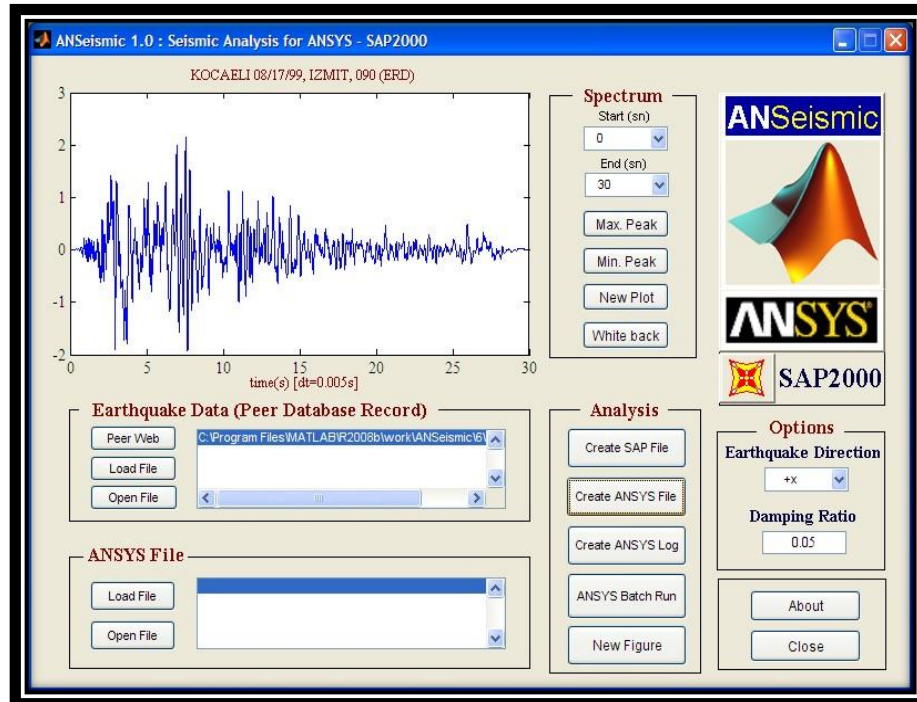 ANSeismic 1.0 : Seismic Analysis for ANSYS - SAP2000
KOCAELI 08/17/99, IZMIT, 090 (ERD)
3
2
1
0
-1
-2
0 5 10 15 20 25 30
time(s) [dt=0.005s]
Spectrum
Start (sn)
0
End (sn)
30
Max. Peak
Min. Peak
New Plot
White back
ANSeismic
ANSYS®
SAP2000
Earthquake Data (Peer Database Record)
Peer Web
Load File
Open File
C:\Program Files\MATLAB\R2008b\work\ANSeismic\6\
ANSYS File
Load File
Open File
Analysis
Create SAP File
Create ANSYS File
Create ANSYS Log
ANSYS Batch Run
New Figure
Options
Earthquake Direction
+x
Damping Ratio
0.05
About
Close